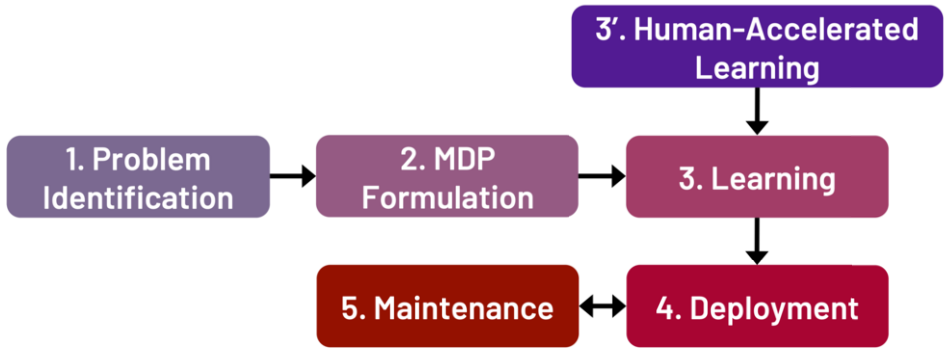 3′. Human-Accelerated
Learning
1. Problem
Identification
2. MDP
Formulation
3. Learning
5. Maintenance
4. Deployment